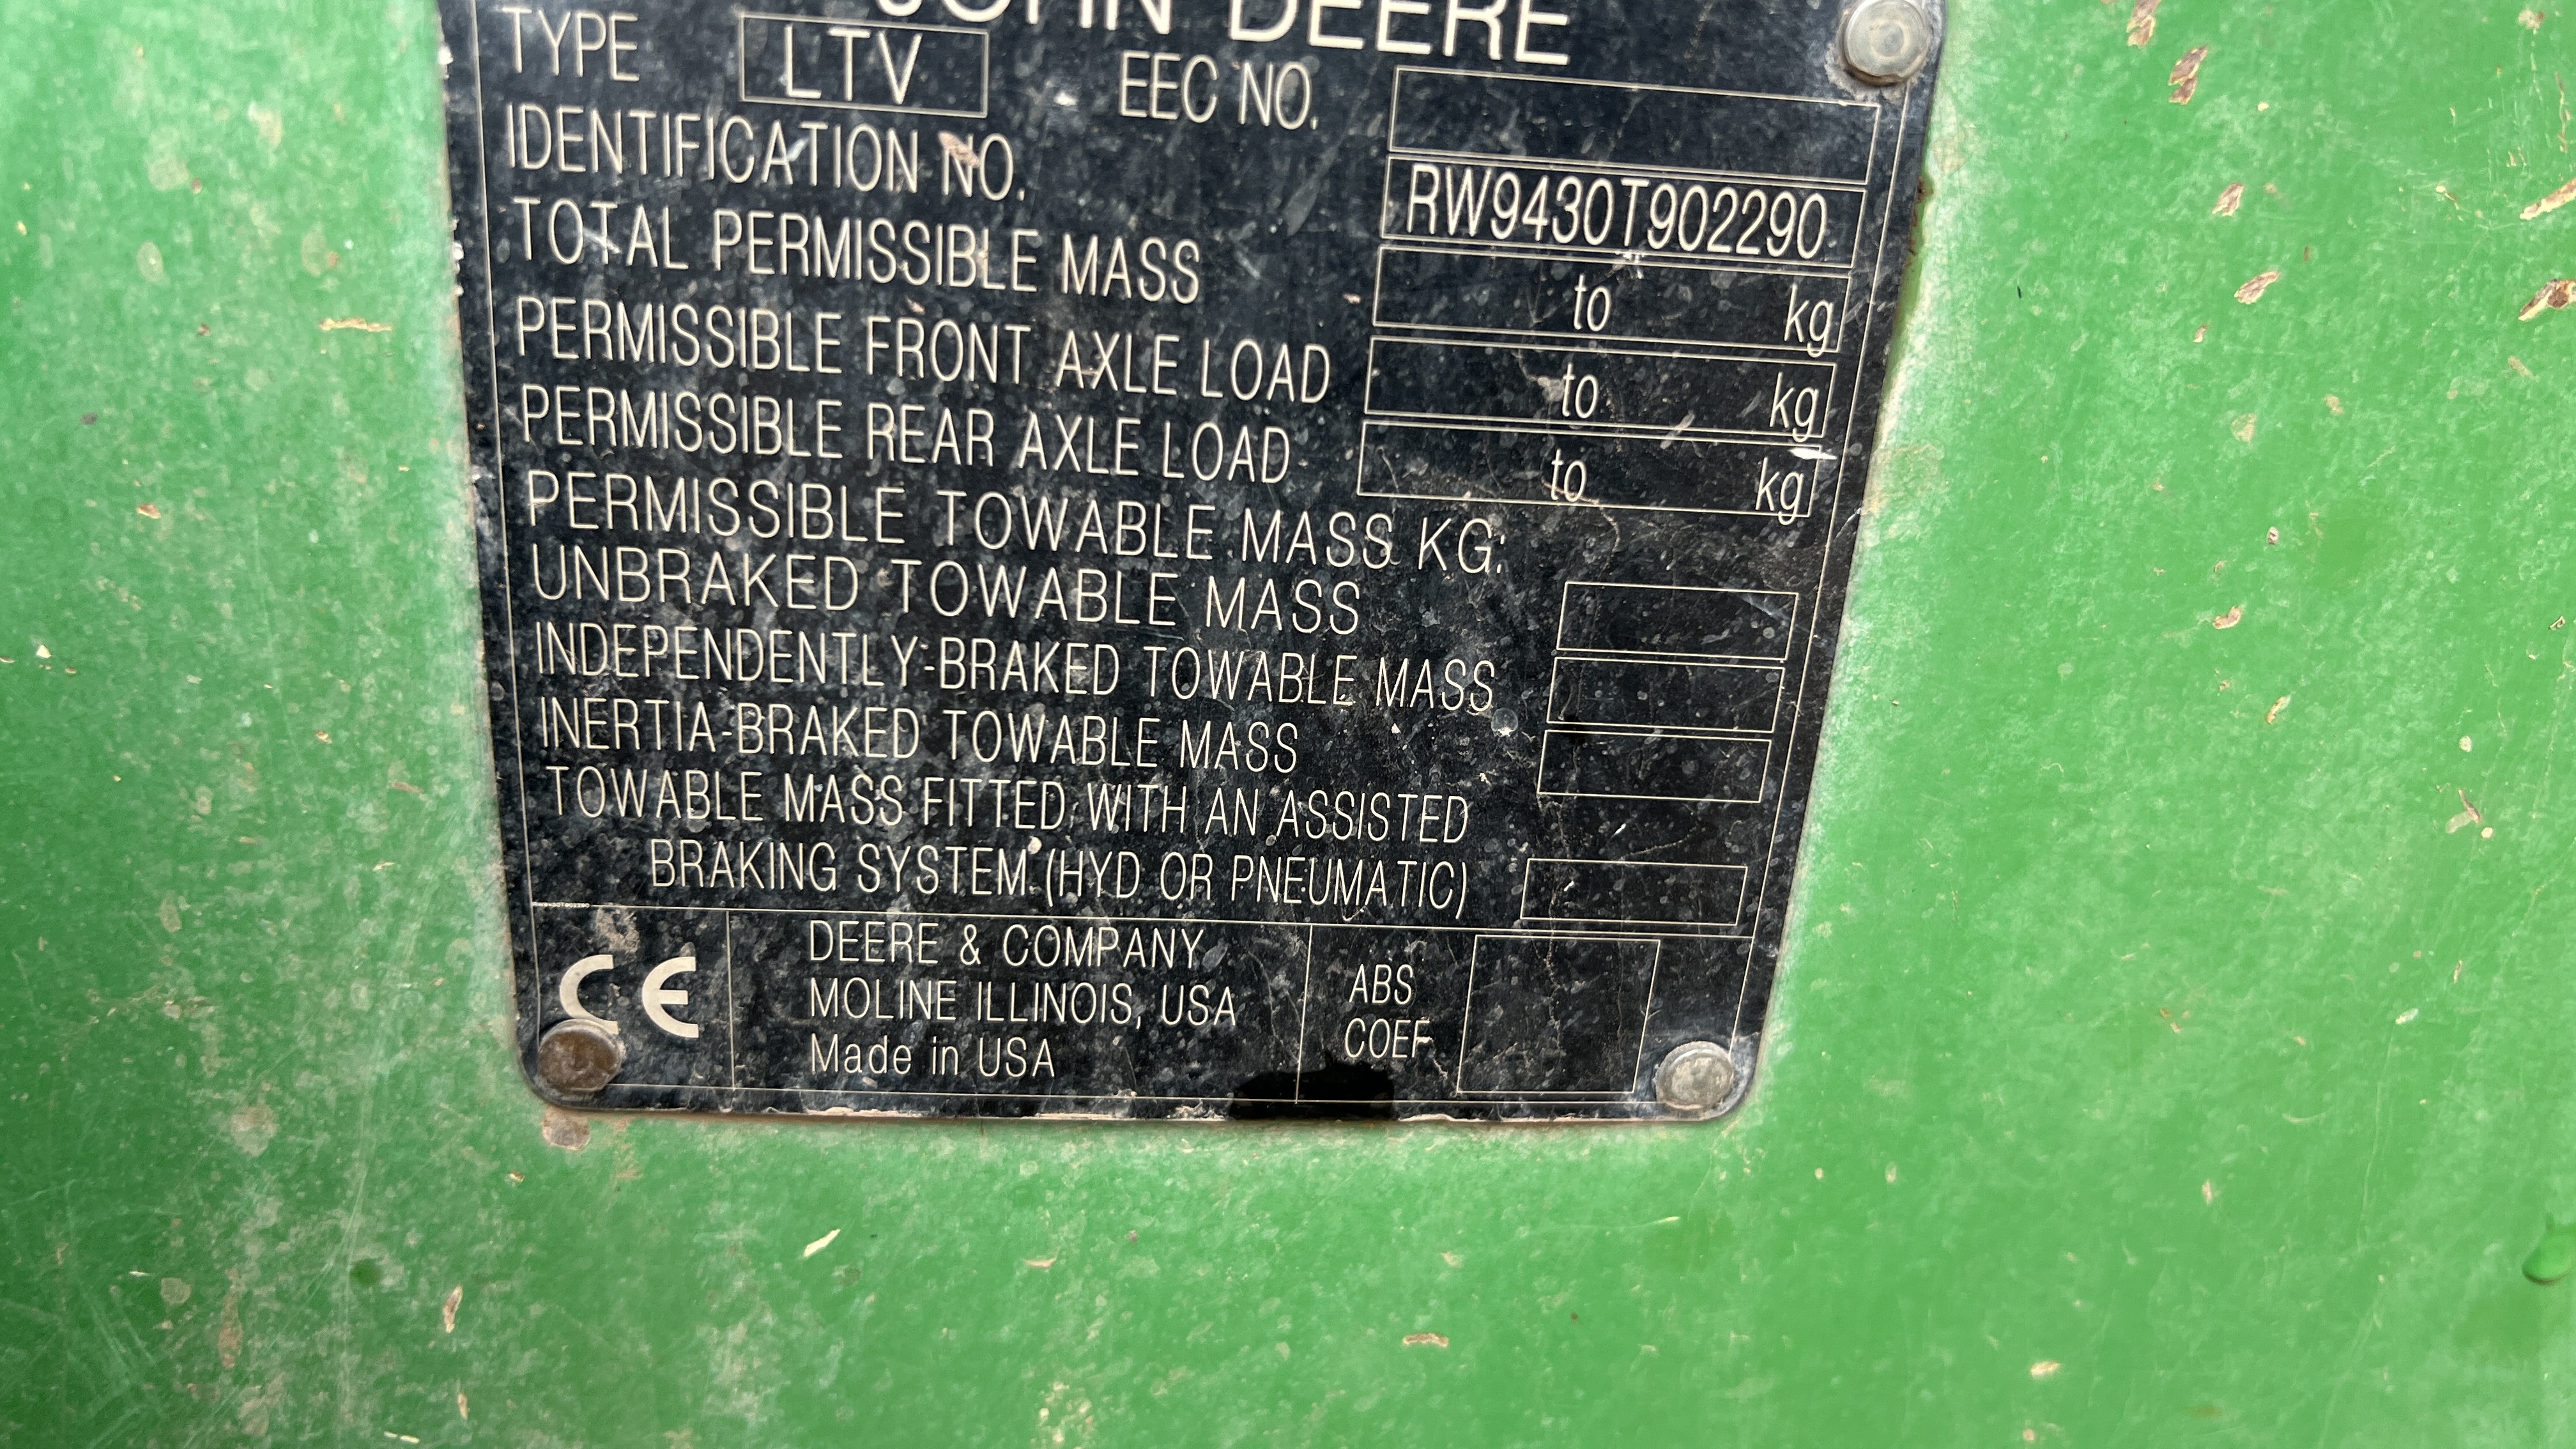 JOHN DEERE
TYPE LTV EEC NO.
IDENTIFICATION NO. RW9430T902290
TOTAL PERMISSIBLE MASS to kg
PERMISSIBLE FRONT AXLE LOAD to kg
PERMISSIBLE REAR AXLE LOAD to kg
PERMISSIBLE TOWABLE MASS KG:
UNBRAKED TOWABLE MASS
INDEPENDENTLY-BRAKED TOWABLE MASS
INERTIA-BRAKED TOWABLE MASS
TOWABLE MASS FITTED WITH AN ASSISTED
BRAKING SYSTEM (HYD OR PNEUMATIC)
RW9430T902290
CE
DEERE & COMPANY
MOLINE ILLINOIS, USA
Made in USA
ABS
COEF